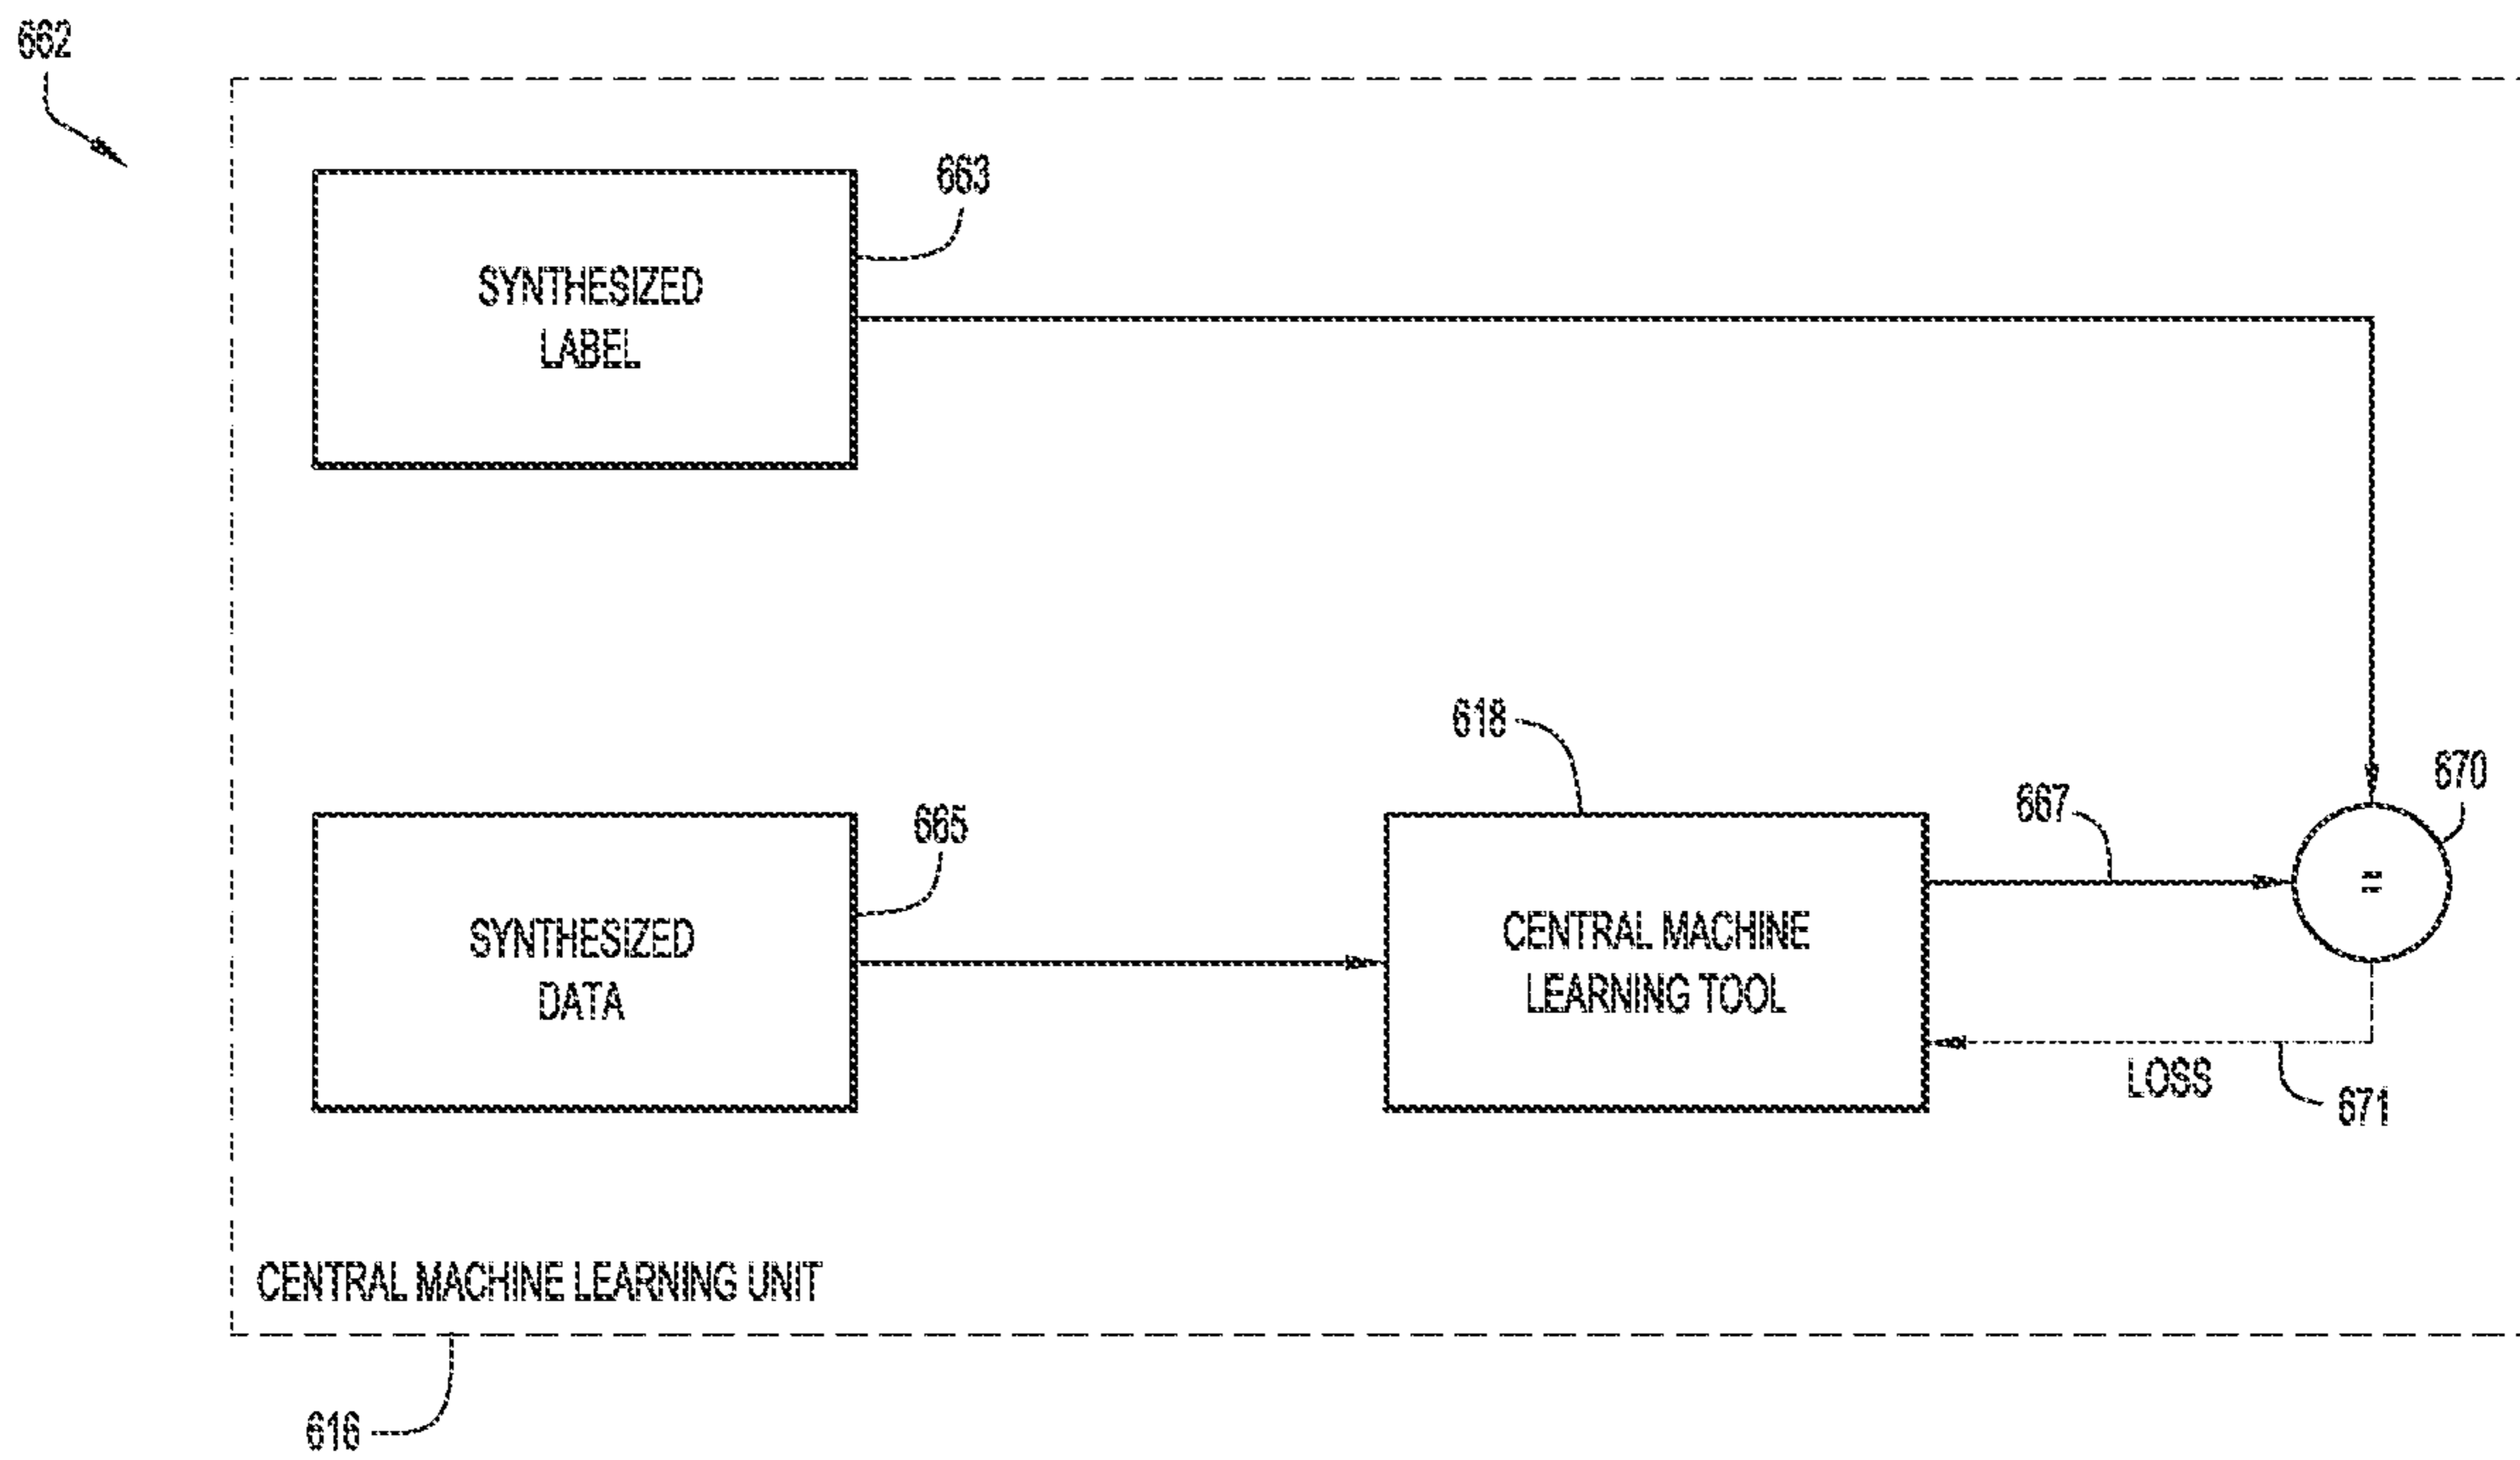 662
663
SYNTHESIZED
LABEL
618
670
667
665
=
CENTRAL MACHINE
LEARNING TOOL
SYNTHESIZED
DATA
LOSS
671
CENTRAL MACHINE LEARNING UNIT
616